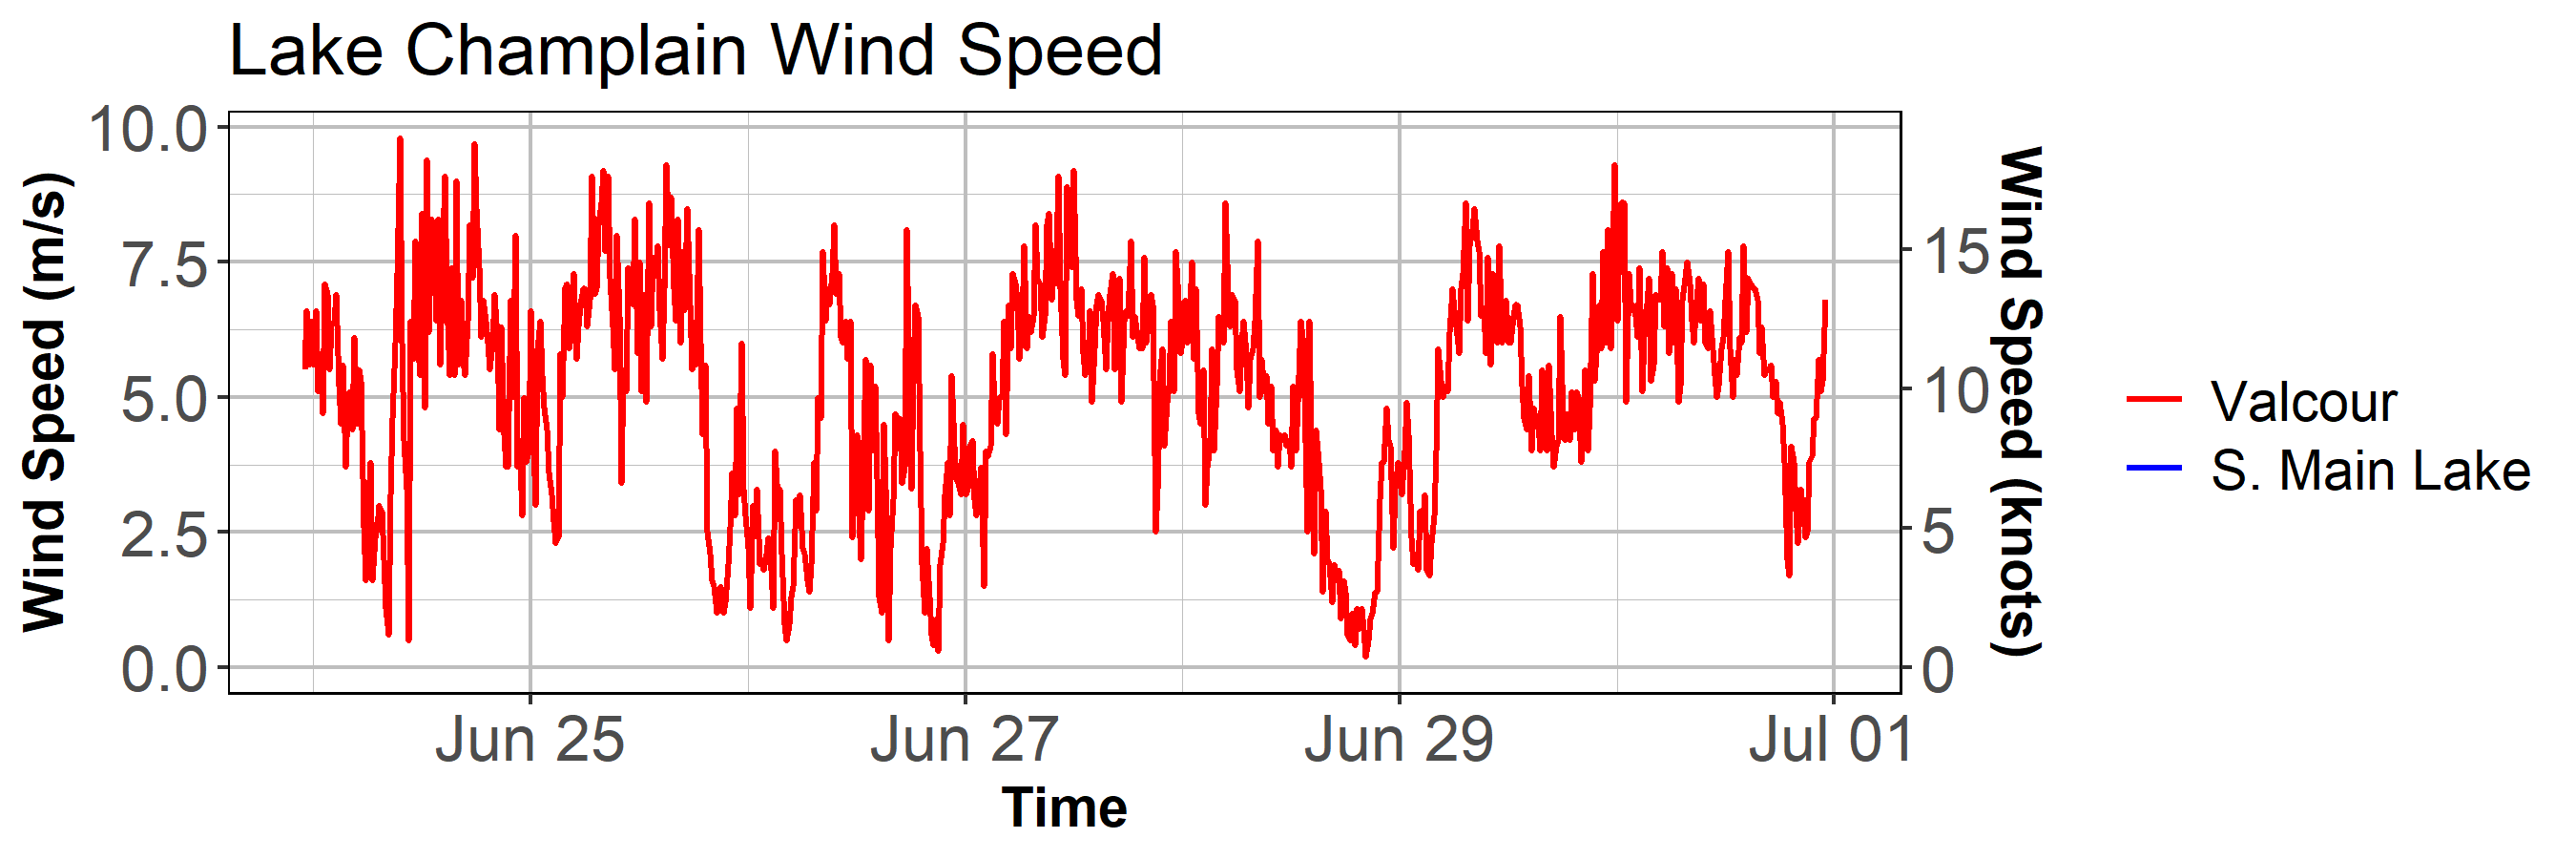 Lake Champlain Wind Speed
Wind Speed (m/s)
10.0
7.5
5.0
2.5
0.0
15
10
5
0
Wind Speed (knots)
Jun 25
Jun 27
Jun 29
Jul 01
Time
Valcour
S. Main Lake